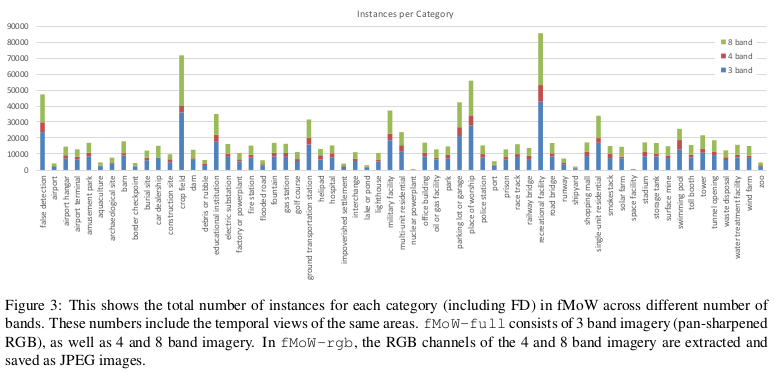 Instances per Category
90000
80000
70000
60000
50000
40000
30000
20000
10000
0
8 band
4 band
3 band
false detection
airport
airport hangar
airport terminal
amusement park
aquaculture
archaeological site
barn
border checkpoint
burial site
car dealership
construction site
crop field
dam
debris or rubble
educational institution
electric substation
factory or powerplant
fire station
flooded road
fountain
gas station
golf course
ground transportation station
helipad
hospital
impoverished settlement
interchange
lake or pond
lighthouse
military facility
multi-unit residential
nuclear powerplant
office building
oil or gas facility
park
parking lot or garage
place of worship
police station
port
prison
race track
railway bridge
recreational facility
road bridge
runway
shipyard
shopping mall
single-unit residential
smokestack
solar farm
space facility
stadium
storage tank
surface mine
swimming pool
toll booth
tower
tunnel opening
waste disposal
water treatment facility
wind farm
zoo
Figure 3: This shows the total number of instances for each category (including FD) in fMoW across different number of
bands. These numbers include the temporal views of the same areas. fMoW-full consists of 3 band imagery (pan-sharpened
RGB), as well as 4 and 8 band imagery. In fMoW-rgb, the RGB channels of the 4 and 8 band imagery are extracted and
saved as JPEG images.